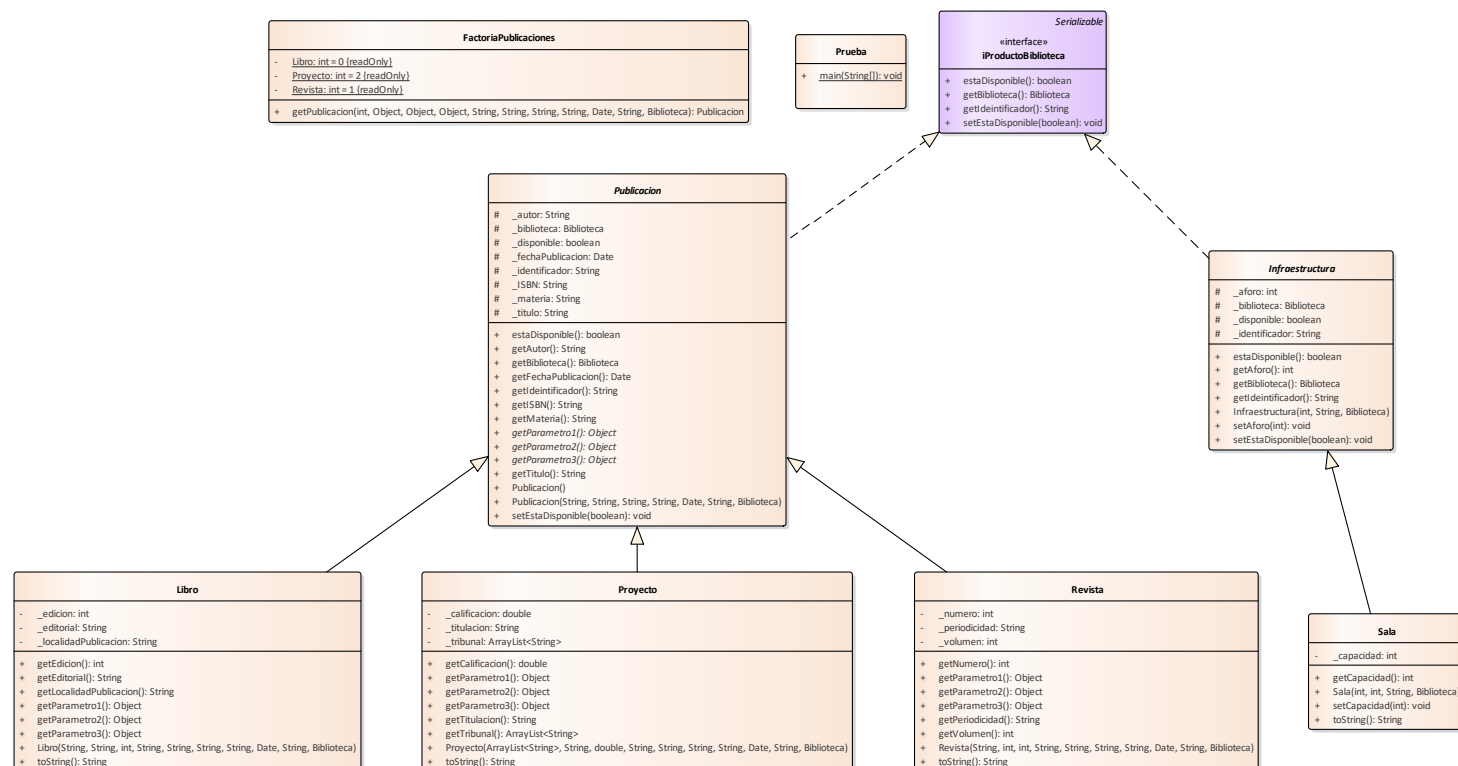 FactoriaPublicaciones
- Libro: int = 0 {readOnly}
- Proyecto: int = 2 {readOnly}
- Revista: int = 1 {readOnly}
+ getPublicacion(int, Object, Object, Object, String, String, String, String, Date, String, Biblioteca): Publicacion
Prueba
+ main(String[]): void
Serializable
«interface»
iProductoBiblioteca
+ estaDisponible(): boolean
+ getBiblioteca(): Biblioteca
+ getIdeintificador(): String
+ setEstaDisponible(boolean): void
Publicacion
# _autor: String
# _biblioteca: Biblioteca
# _disponible: boolean
# _fechaPublicacion: Date
# _identificador: String
# _ISBN: String
# _materia: String
# _titulo: String
+ estaDisponible(): boolean
+ getAutor(): String
+ getBiblioteca(): Biblioteca
+ getFechaPublicacion(): Date
+ getIdeintificador(): String
+ getISBN(): String
+ getMateria(): String
+ getParametro1(): Object
+ getParametro2(): Object
+ getParametro3(): Object
+ getTitulo(): String
+ Publicacion()
+ Publicacion(String, String, String, String, Date, String, Biblioteca)
+ setEstaDisponible(boolean): void
Infraestructura
# _aforo: int
# _biblioteca: Biblioteca
# _disponible: boolean
# _identificador: String
+ estaDisponible(): boolean
+ getAforo(): int
+ getBiblioteca(): Biblioteca
+ getIdeintificador(): String
+ Infraestructura(int, String, Biblioteca)
+ setAforo(int): void
+ setEstaDisponible(boolean): void
Libro
- _edicion: int
- _editorial: String
- _localidadPublicacion: String
+ getEdicion(): int
+ getEditorial(): String
+ getLocalidadPublicacion(): String
+ getParametro1(): Object
+ getParametro2(): Object
+ getParametro3(): Object
+ Libro(String, String, int, String, String, String, String, Date, String, Biblioteca)
+ toString(): String
Proyecto
- _calificacion: double
- _titulacion: String
- _tribunal: ArrayList<String>
+ getCalificacion(): double
+ getParametro1(): Object
+ getParametro2(): Object
+ getParametro3(): Object
+ getTitulacion(): String
+ getTribunal(): ArrayList<String>
+ Proyecto(ArrayList<String>, String, double, String, String, String, String, Date, String, Biblioteca)
+ toString(): String
Revista
- _numero: int
- _periodicidad: String
- _volumen: int
+ getNumero(): int
+ getParametro1(): Object
+ getParametro2(): Object
+ getParametro3(): Object
+ getPeriodicidad(): String
+ getVolumen(): int
+ Revista(String, int, int, String, String, String, String, Date, String, Biblioteca)
+ toString(): String
Sala
- _capacidad: int
+ getCapacidad(): int
+ Sala(int, int, String, Biblioteca)
+ setCapacidad(int): void
+ toString(): String